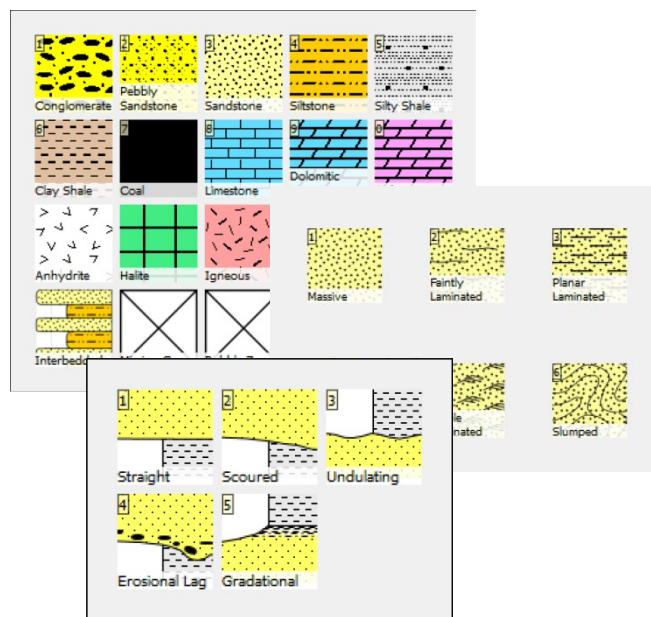 1 2 3 4 5
Conglomerate Pebbly Sandstone Sandstone Siltstone Silty Shale
6 7 8 9 0
Clay Shale Coal Limestone Dolomitic
Anhydrite Halite Igneous
1 2 3
Massive Faintly Laminated Planar Laminated
6
Slumped
1 2 3
Straight Scoured Undulating
4 5
Erosional Lag Gradational